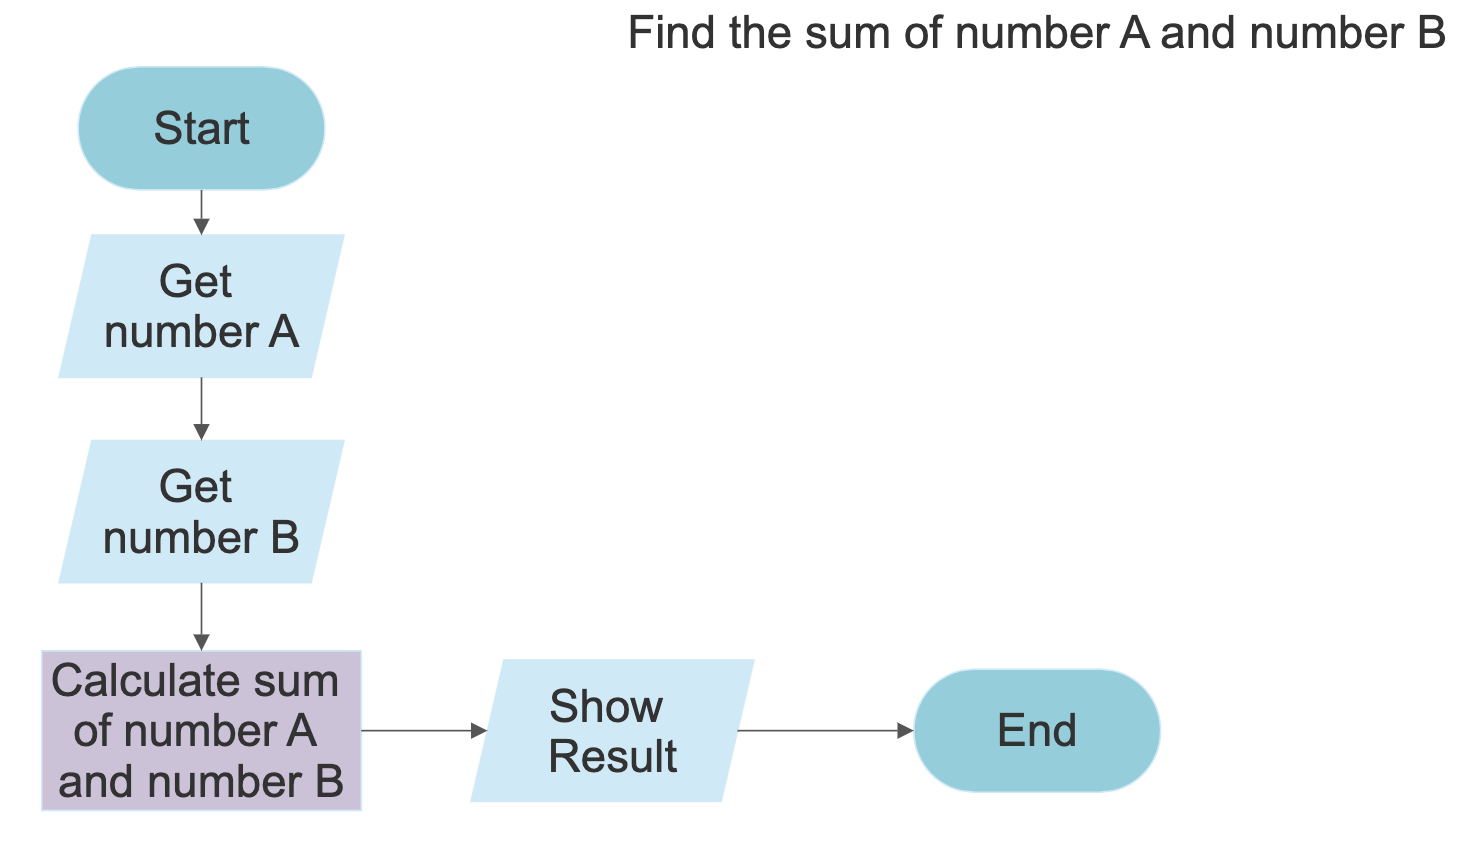 Find the sum of number A and number B
Start
Get
number A
Get
number B
Calculate sum
of number A
and number B
Show
Result
End